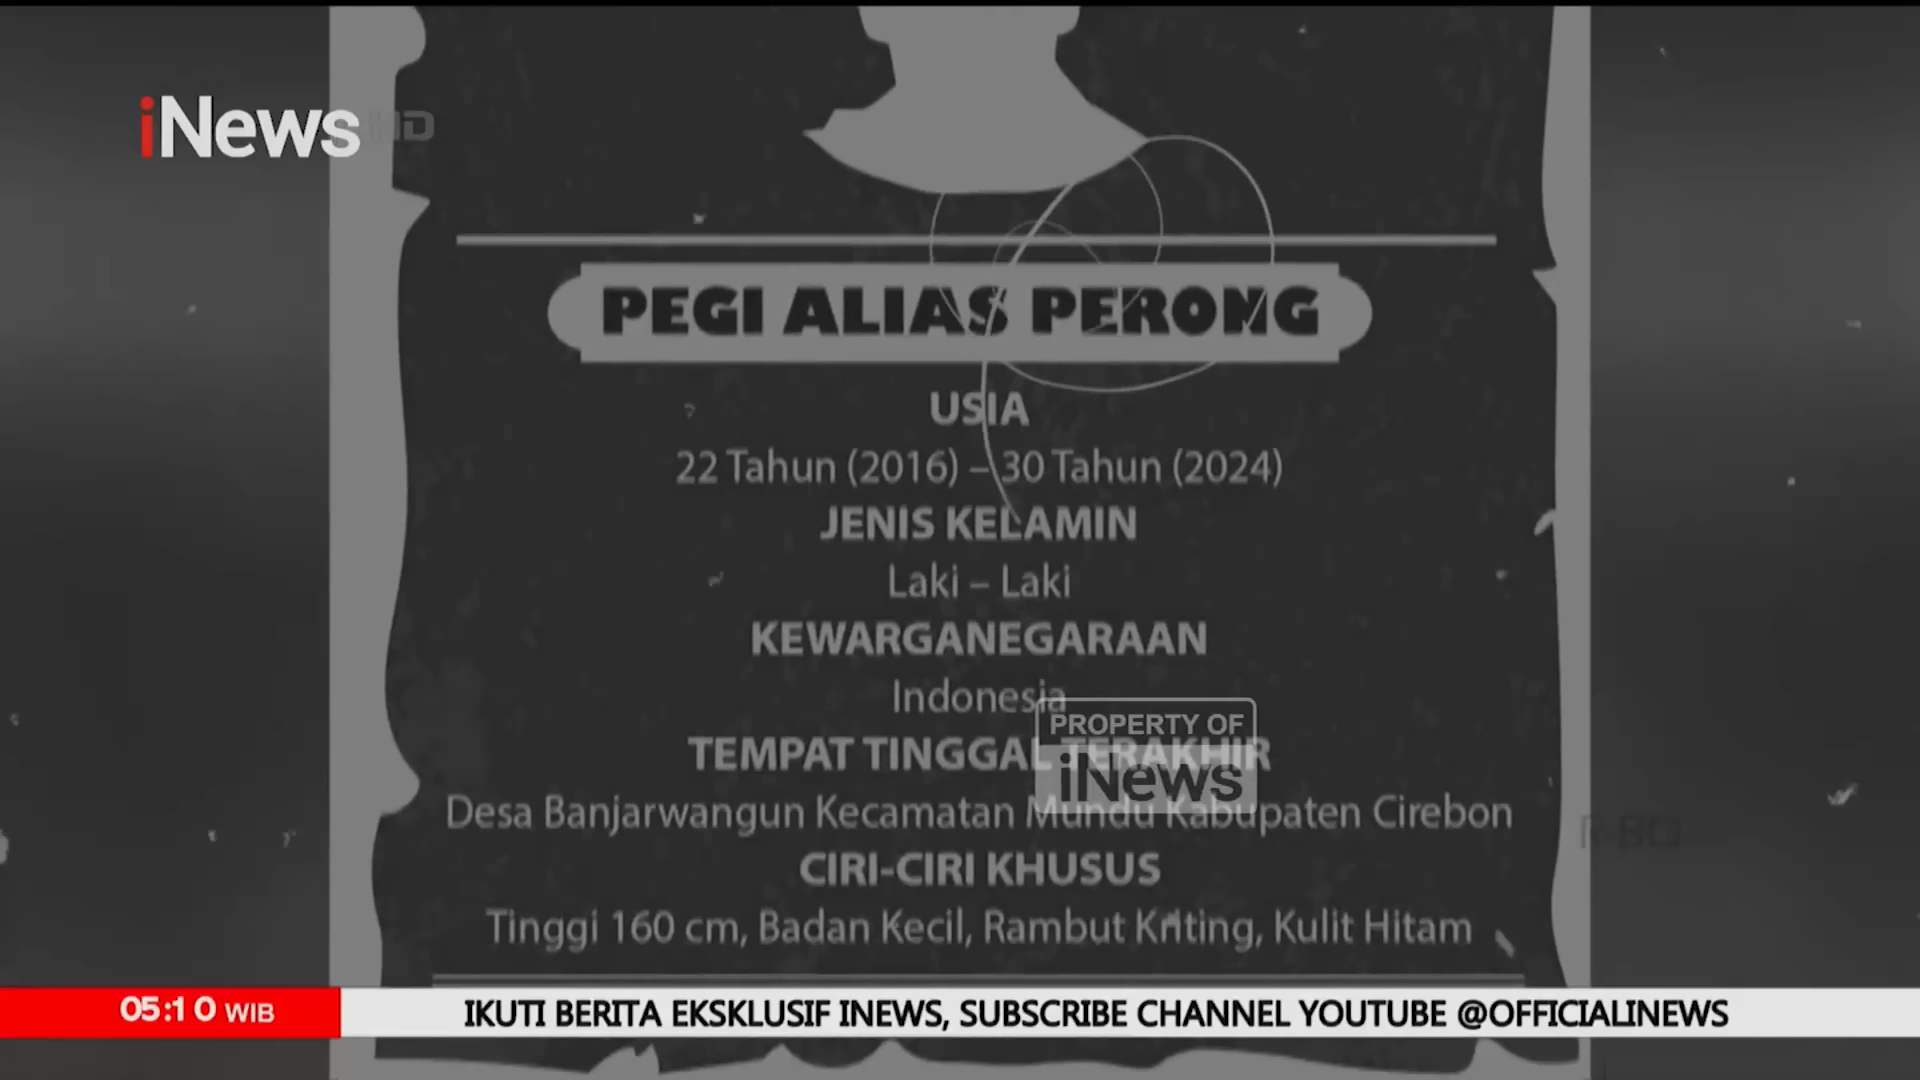 iNews HD
PEGI ALIAS PERONG
USIA
22 Tahun (2016) – 30 Tahun (2024)
JENIS KELAMIN
Laki – Laki
KEWARGANEGARAAN
Indonesia
PROPERTY OF
iNews
TEMPAT TINGGAL TERAKHIR
Desa Banjarwangun Kecamatan Mundu Kabupaten Cirebon
CIRI-CIRI KHUSUS
Tinggi 160 cm, Badan Kecil, Rambut Kriting, Kulit Hitam
05:10 WIB
IKUTI BERITA EKSKLUSIF INEWS, SUBSCRIBE CHANNEL YOUTUBE @OFFICIALINEWS